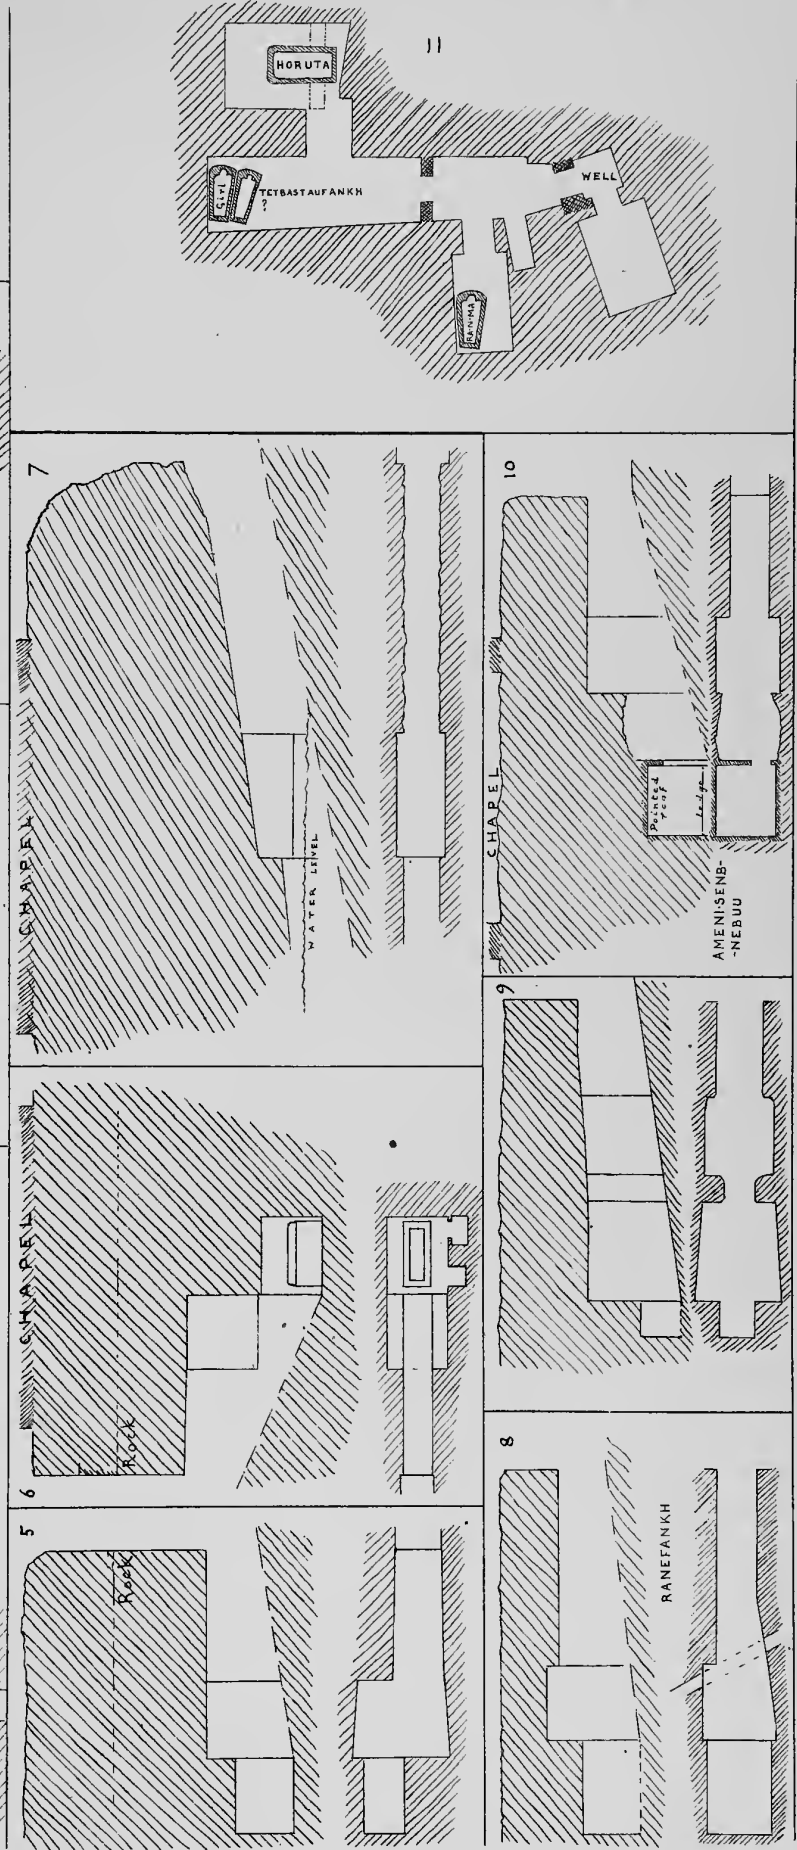 11
HORUTA
Girl
TETBASTAUFANKH
?
WELL
RA·N·MA
7
CHAPEL
WATER LEVEL
10
CHAPEL
Pointed
roof
Ledge
AMENI·SENB-
-NEBUU
6
CHAPEL
Rock
9
5
Rock
8
RANEFANKH